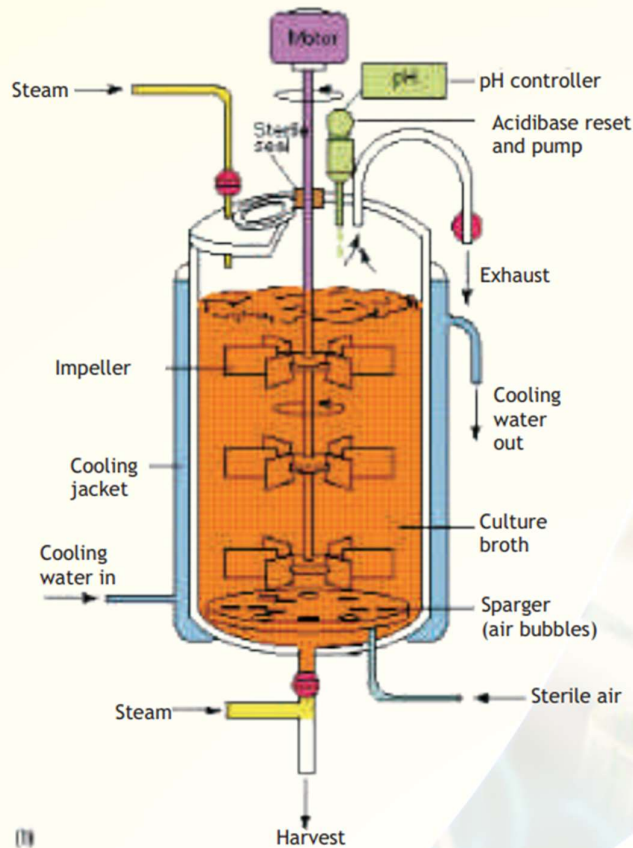 Motor
Steam
pH
pH controller
Sterile
seal
Acidibase reset
and pump
Exhaust
Impeller
Cooling
water
out
Cooling
jacket
Culture
broth
Cooling
water in
Sparger
(air bubbles)
Sterile air
Steam
(1)
Harvest